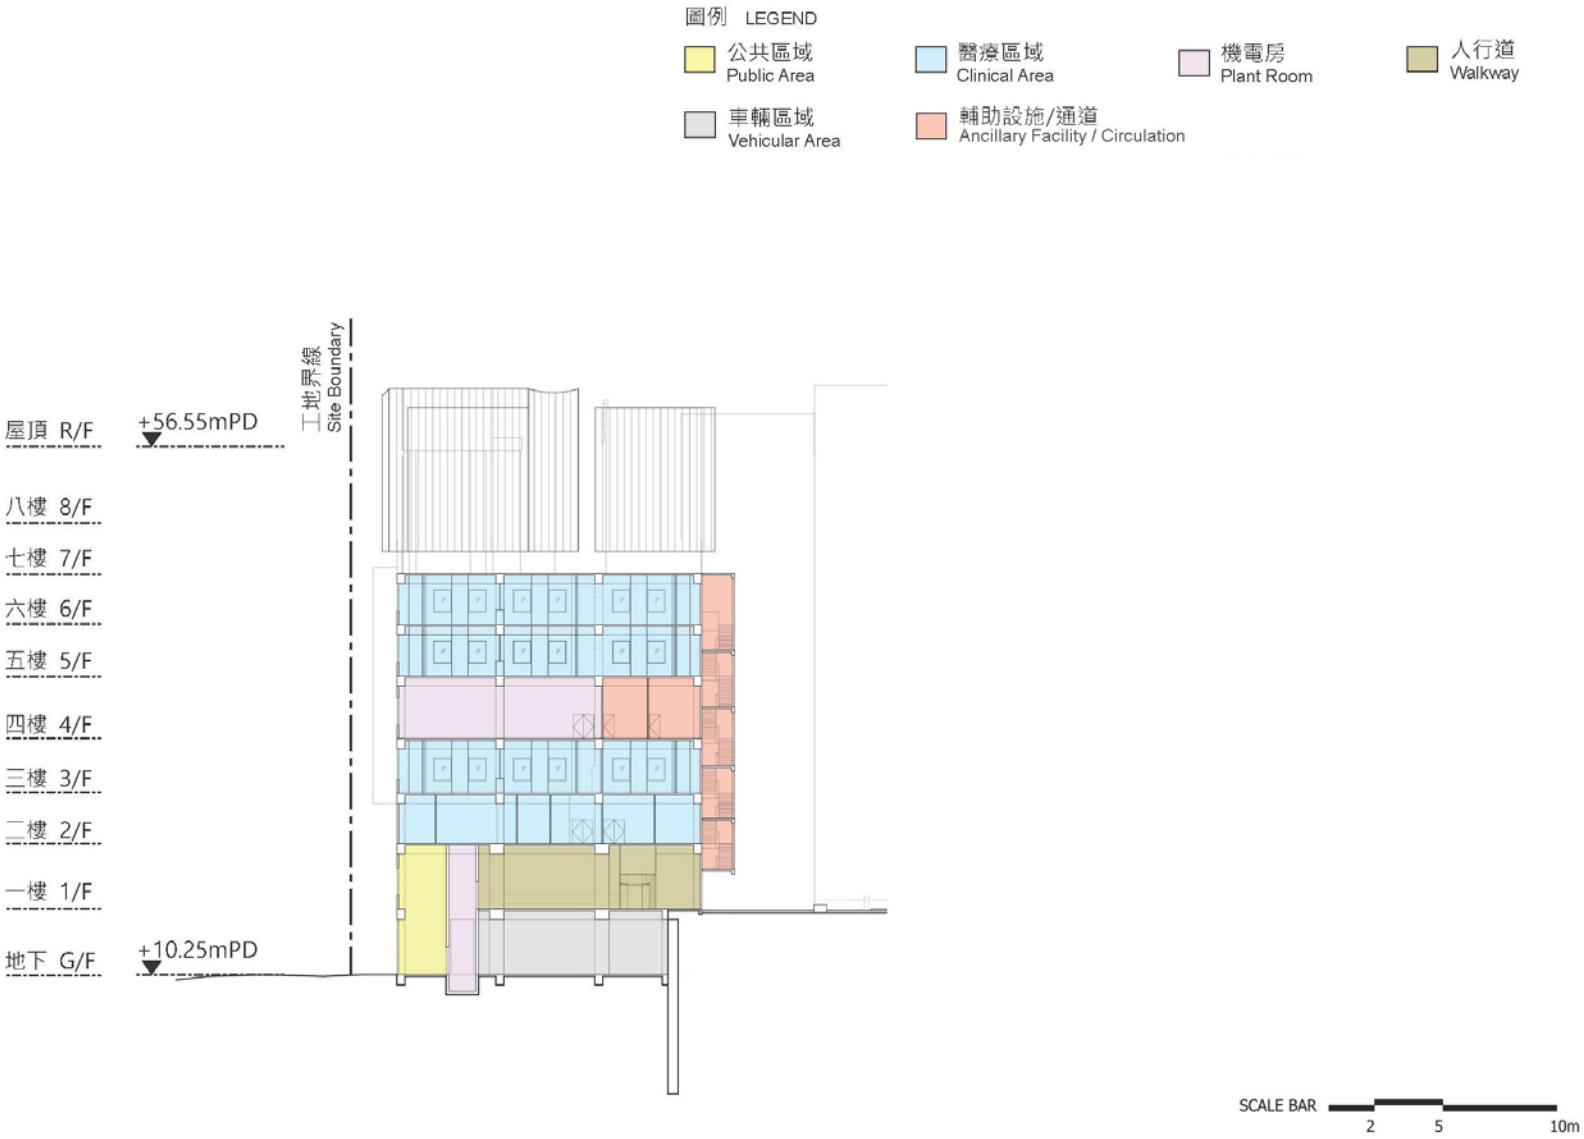 圖例 LEGEND
公共區域
Public Area
醫療區域
Clinical Area
機電房
Plant Room
人行道
Walkway
車輛區域
Vehicular Area
輔助設施/通道
Ancillary Facility / Circulation
工地界線
Site Boundary
屋頂 R/F
+56.55mPD
八樓 8/F
七樓 7/F
六樓 6/F
五樓 5/F
四樓 4/F
三樓 3/F
二樓 2/F
一樓 1/F
地下 G/F
+10.25mPD
SCALE BAR
2 5 10m